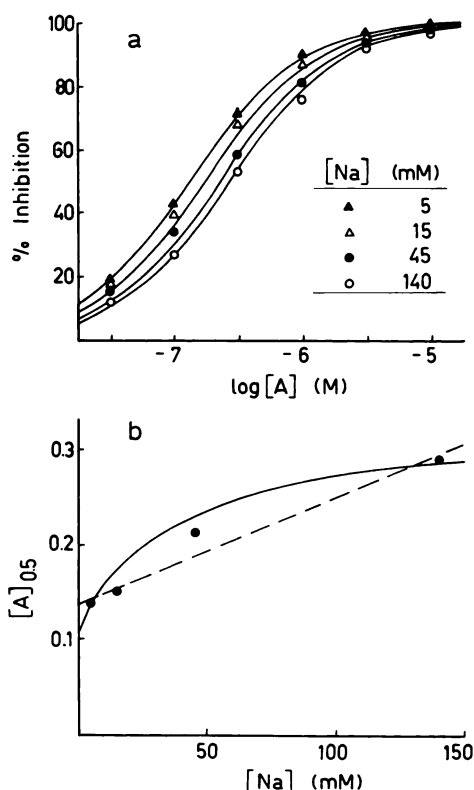 a
100
80
60
40
20
% Inhibition
[Na] (mM)
▲ 5
△ 15
● 45
○ 140
-7 -6 -5
log [A] (M)
b
0.3
0.2
0.1
[A]0.5
50 100 150
[Na] (mM)